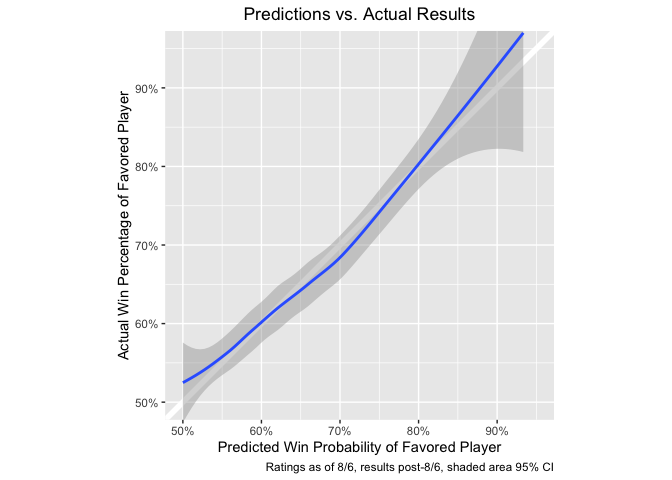 Predictions vs. Actual Results
Actual Win Percentage of Favored Player
90%
80%
70%
60%
50%
50% 60% 70% 80% 90%
Predicted Win Probability of Favored Player
Ratings as of 8/6, results post-8/6, shaded area 95% CI